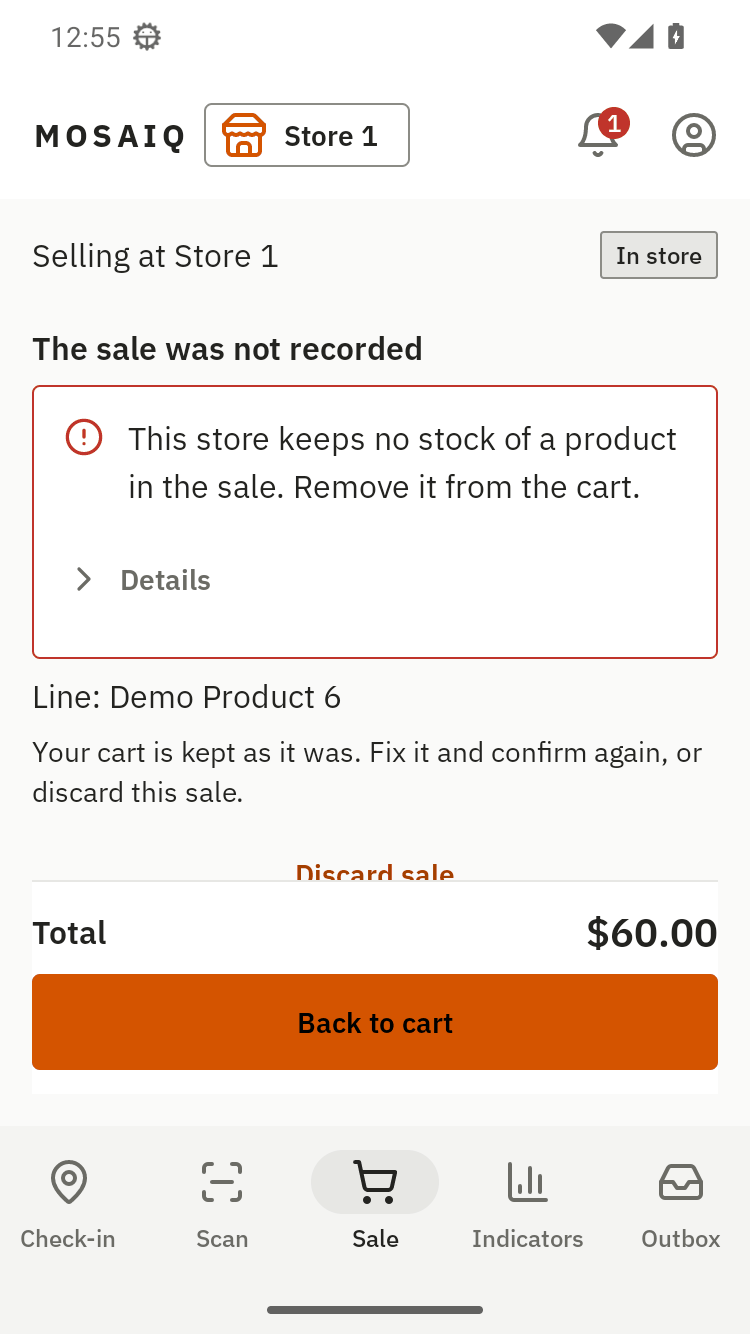 12:55
MOSAIQ
Store 1
1
Selling at Store 1
In store
The sale was not recorded
This store keeps no stock of a product
in the sale. Remove it from the cart.
Details
Line: Demo Product 6
Your cart is kept as it was. Fix it and confirm again, or
discard this sale.
Discard sale
Total
$60.00
Back to cart
Check-in
Scan
Sale
Indicators
Outbox